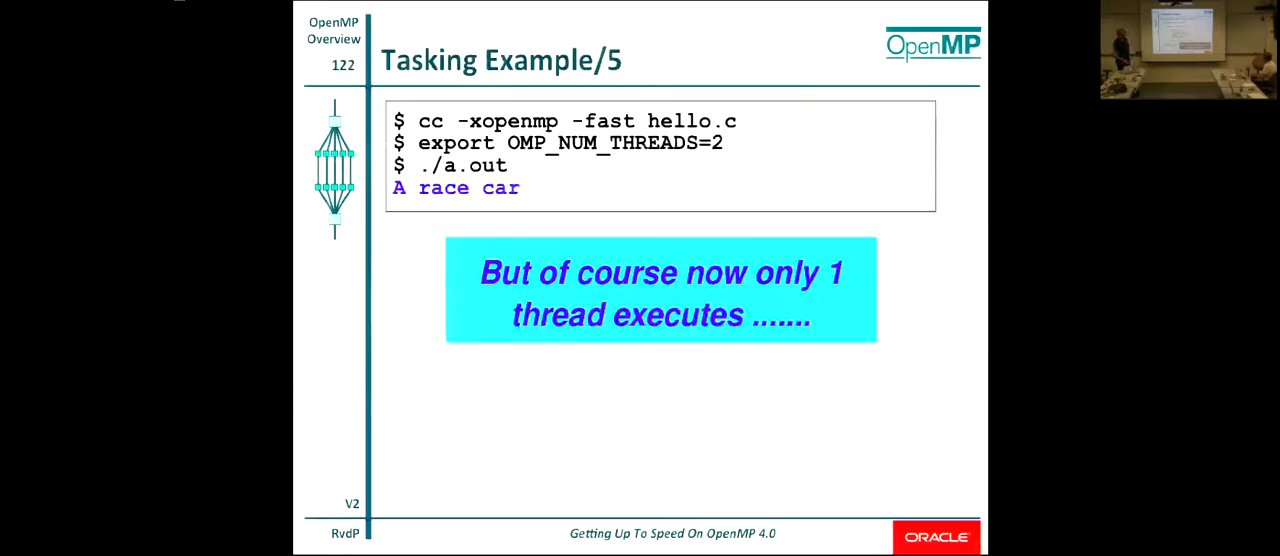 OpenMP
Overview
122
Tasking Example/5
OpenMP
$ cc -xopenmp -fast hello.c
$ export OMP_NUM_THREADS=2
$ ./a.out
A race car
But of course now only 1
thread executes .......
V2
RvdP
Getting Up To Speed On OpenMP 4.0
ORACLE